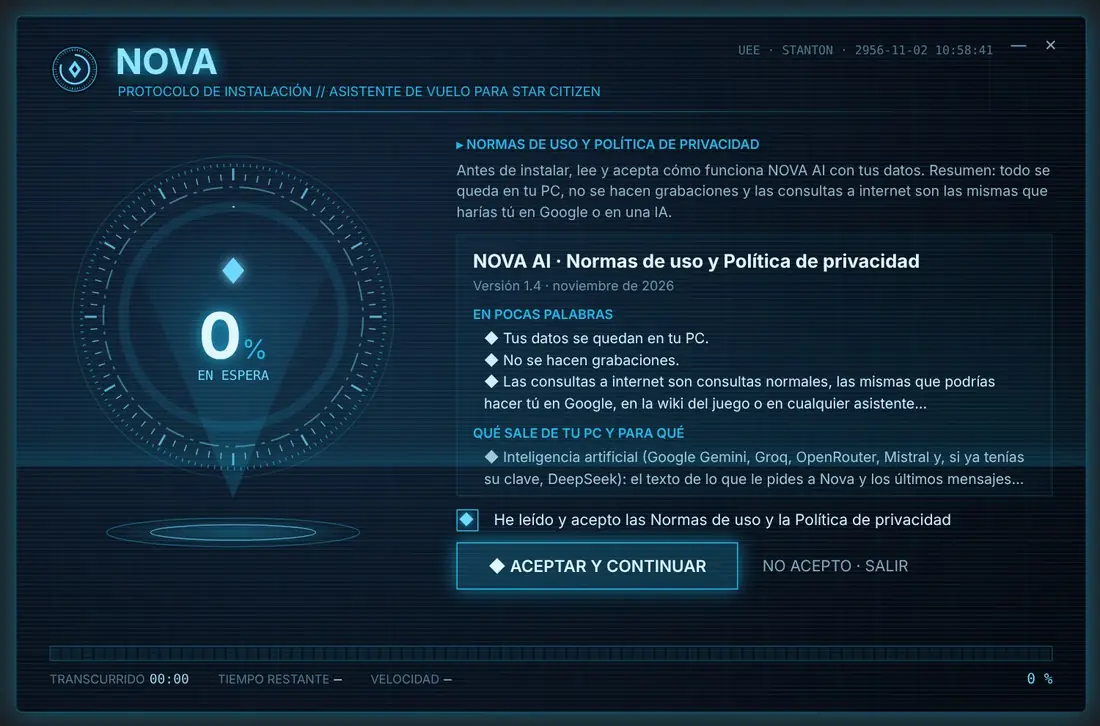 NOVA
PROTOCOLO DE INSTALACIÓN // ASISTENTE DE VUELO PARA STAR CITIZEN
UEE · STANTON · 2956-11-02 10:58:41
0%
EN ESPERA
▸ NORMAS DE USO Y POLÍTICA DE PRIVACIDAD
Antes de instalar, lee y acepta cómo funciona NOVA AI con tus datos. Resumen: todo se
queda en tu PC, no se hacen grabaciones y las consultas a internet son las mismas que
harías tú en Google o en una IA.
NOVA AI · Normas de uso y Política de privacidad
Versión 1.4 · noviembre de 2026
EN POCAS PALABRAS
◆ Tus datos se quedan en tu PC.
◆ No se hacen grabaciones.
◆ Las consultas a internet son consultas normales, las mismas que podrías
hacer tú en Google, en la wiki del juego o en cualquier asistente...
QUÉ SALE DE TU PC Y PARA QUÉ
◆ Inteligencia artificial (Google Gemini, Groq, OpenRouter, Mistral y, si ya tenías
su clave, DeepSeek): el texto de lo que le pides a Nova y los últimos mensajes...
He leído y acepto las Normas de uso y la Política de privacidad
◆ ACEPTAR Y CONTINUAR
NO ACEPTO · SALIR
TRANSCURRIDO 00:00
TIEMPO RESTANTE —
VELOCIDAD —
0 %